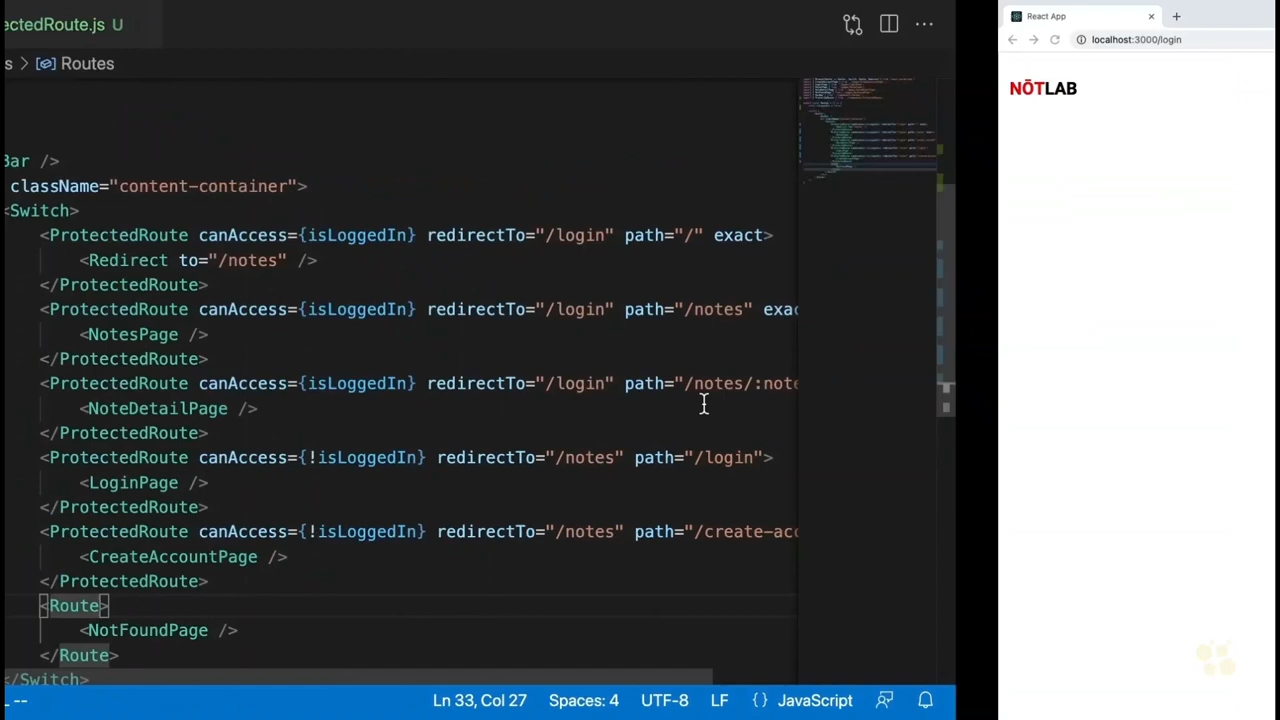 ectedRoute.js U
s > Routes
Bar />
className="content-container">
<Switch>
<ProtectedRoute canAccess={isLoggedIn} redirectTo="/login" path="/" exact>
<Redirect to="/notes" />
</ProtectedRoute>
<ProtectedRoute canAccess={isLoggedIn} redirectTo="/login" path="/notes" exac
<NotesPage />
</ProtectedRoute>
<ProtectedRoute canAccess={isLoggedIn} redirectTo="/login" path="/notes/:note
<NoteDetailPage />
</ProtectedRoute>
<ProtectedRoute canAccess={!isLoggedIn} redirectTo="/notes" path="/login">
<LoginPage />
</ProtectedRoute>
<ProtectedRoute canAccess={!isLoggedIn} redirectTo="/notes" path="/create-acc
<CreateAccountPage />
</ProtectedRoute>
<Route>
<NotFoundPage />
</Route>
</Switch>
-- Ln 33, Col 27 Spaces: 4 UTF-8 LF {} JavaScript
React App
localhost:3000/login
NŌTLAB